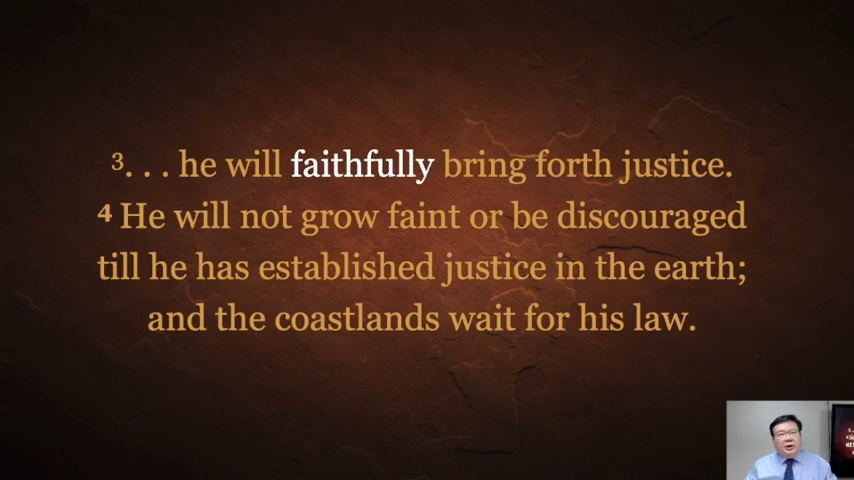 ³. . . he will faithfully bring forth justice.
⁴ He will not grow faint or be discouraged
till he has established justice in the earth;
and the coastlands wait for his law.